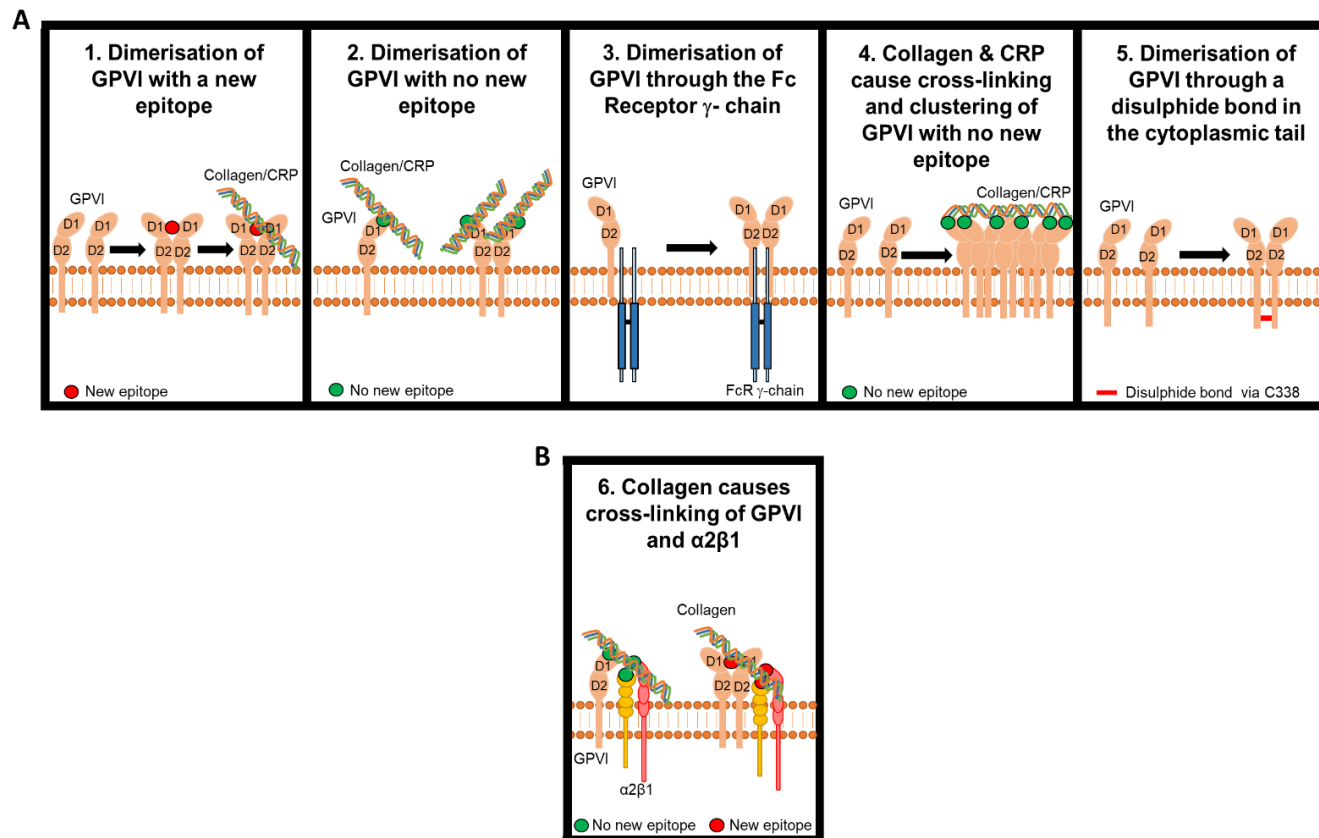 A
1. Dimerisation of
GPVI with a new
epitope
Collagen/CRP
GPVI
D1
D1
D1
D1
D1
D1
D2
D2
D2
D2
D2
D2
New epitope
2. Dimerisation of
GPVI with no new
epitope
Collagen/CRP
GPVI
D1
D1
D1
D2
D2
D2
No new epitope
3. Dimerisation of
GPVI through the Fc
Receptor γ- chain
GPVI
D1
D2
D1
D1
D2
D2
FcR γ-chain
4. Collagen & CRP
cause cross-linking
and clustering of
GPVI with no new
epitope
Collagen/CRP
GPVI
D1
D1
D2
D2
No new epitope
5. Dimerisation of
GPVI through a
disulphide bond in
the cytoplasmic tail
GPVI
D1
D1
D1
D1
D2
D2
D2
D2
Disulphide bond via C338
B
6. Collagen causes
cross-linking of GPVI
and α2β1
Collagen
D1
D1
D1
D2
D2
D2
GPVI
α2β1
No new epitope
New epitope